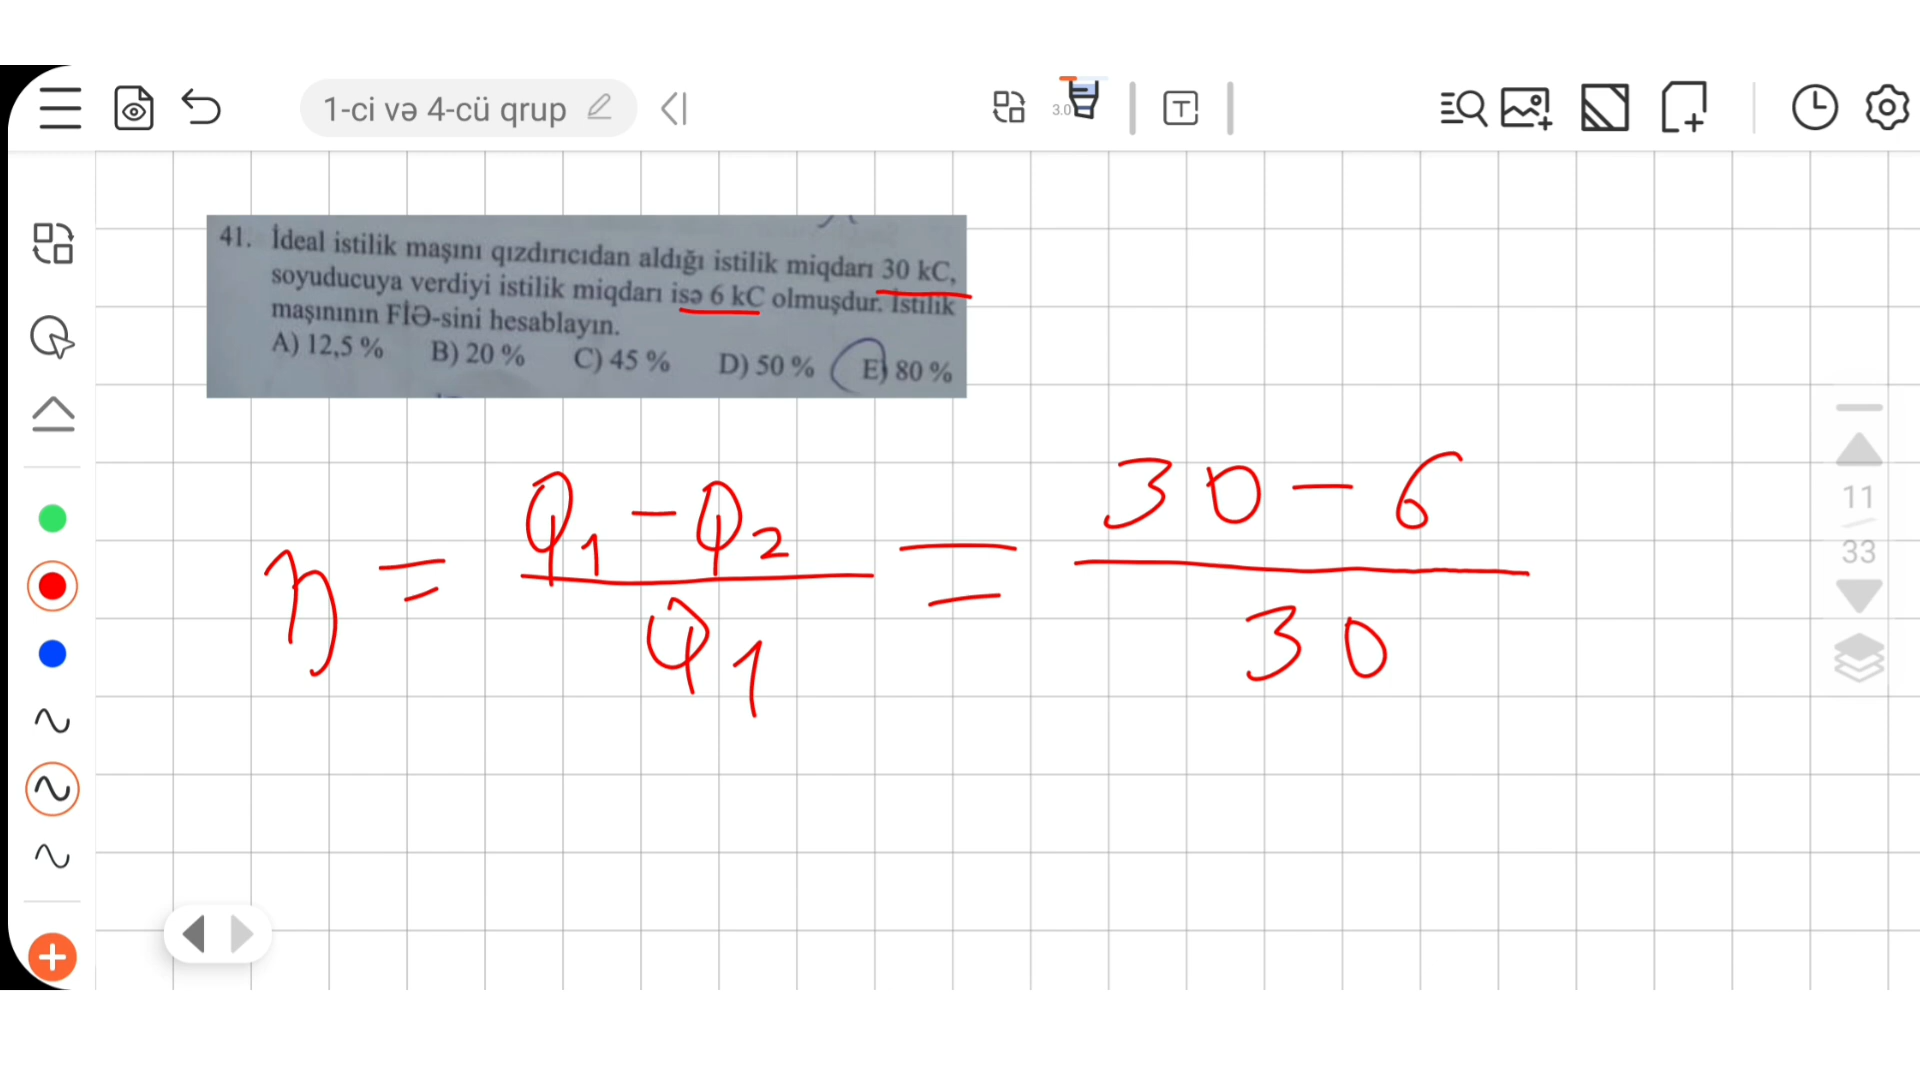 1-ci və 4-cü qrup
3.0
T
41. İdeal istilik maşını qızdırıcıdan aldığı istilik miqdarı 30 kC,
soyuducuya verdiyi istilik miqdarı isə 6 kC olmuşdur. İstilik
maşınının FİƏ-sini hesablayın.
A) 12,5 % B) 20 % C) 45 % D) 50 % E) 80 %
η = Q₁ - Q₂ / Q₁ = 30 - 6 / 30
11
33